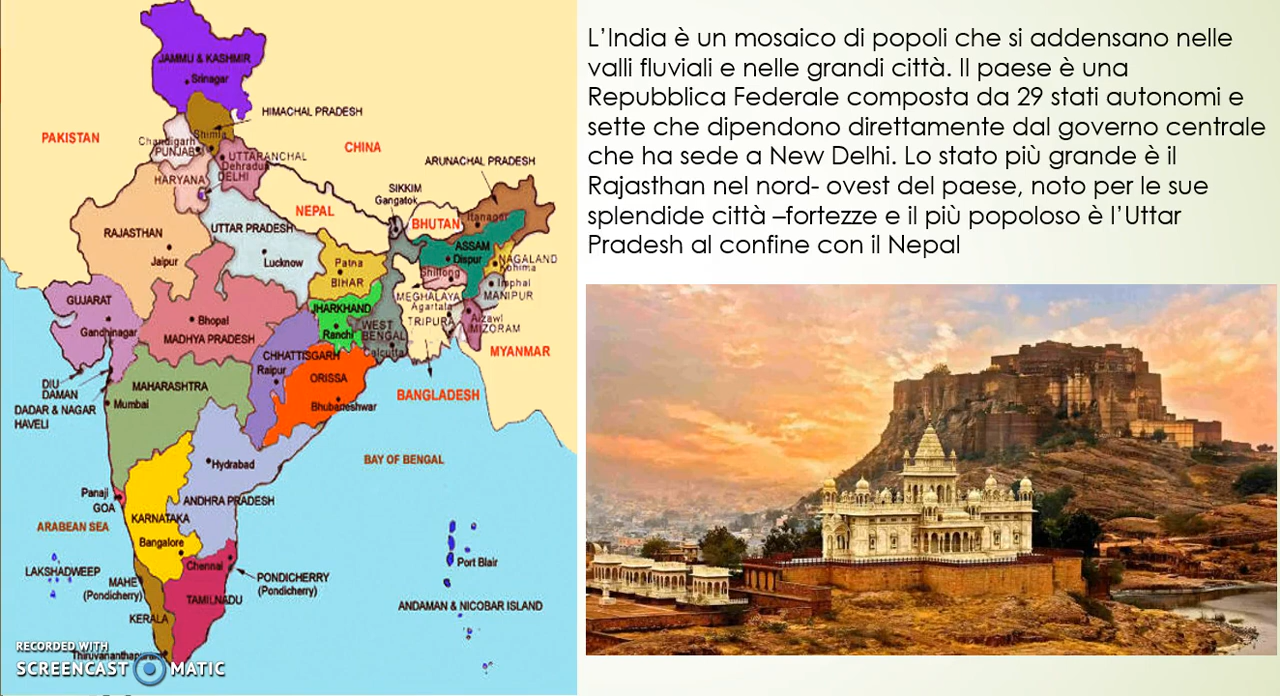 L'India è un mosaico di popoli che si addensano nelle
valli fluviali e nelle grandi città. Il paese è una
Repubblica Federale composta da 29 stati autonomi e
sette che dipendono direttamente dal governo centrale
che ha sede a New Delhi. Lo stato più grande è il
Rajasthan nel nord- ovest del paese, noto per le sue
splendide città –fortezze e il più popoloso è l'Uttar
Pradesh al confine con il Nepal
JAMMU & KASHMIR
Srinagar
HIMACHAL PRADESH
PAKISTAN
Shimla
Chandigarh
PUNJAB
CHINA
UTTARANCHAL
Dehradun
DELHI
HARYANA
ARUNACHAL PRADESH
SIKKIM
Gangatok
NEPAL
BHUTAN
Itanagar
RAJASTHAN
UTTAR PRADESH
ASSAM
Dispur
Jaipur
Lucknow
Patna
BIHAR
NAGALAND
Kohima
Shillong
Imphal
MANIPUR
MEGHALAYA
Agartala
TRIPURA
Aizawl
MIZORAM
GUJARAT
Gandhinagar
Bhopal
MADHYA PRADESH
JHARKHAND
Ranchi
WEST
BENGAL
Calcutta
MYANMAR
CHHATTISGARH
Raipur
ORISSA
Bhubaneshwar
BANGLADESH
DIU
DAMAN
DADAR & NAGAR
HAVELI
MAHARASHTRA
Mumbai
BAY OF BENGAL
Hydrabad
ANDHRA PRADESH
Panaji
GOA
ARABEAN SEA
KARNATAKA
Bangalore
Chennai
PONDICHERRY
(Pondicherry)
LAKSHADWEEP
MAHE
(Pondicherry)
TAMILNADU
KERALA
Port Blair
ANDAMAN & NICOBAR ISLAND
RECORDED WITH
SCREENCAST MATIC